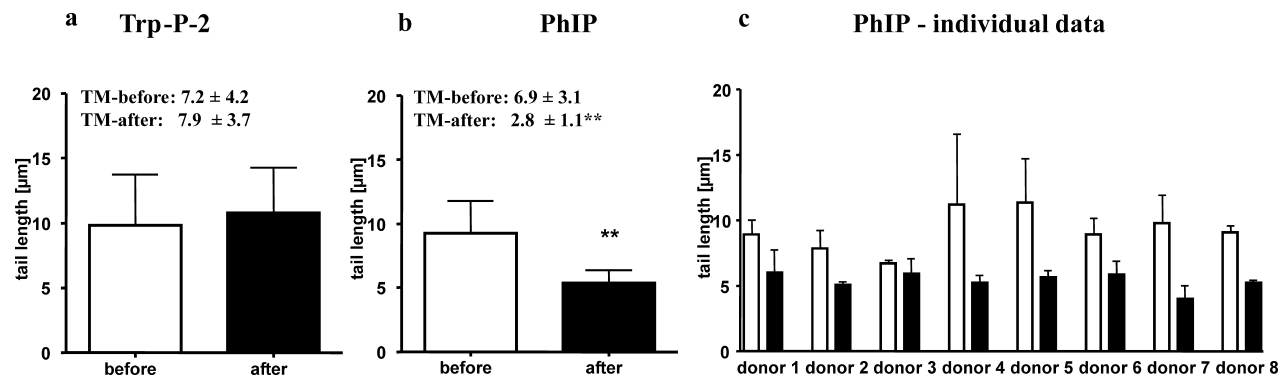 a Trp-P-2
TM-before: 7.2 ± 4.2
TM-after: 7.9 ± 3.7
tail length [µm]
20
15
10
5
0
before after
b PhIP
TM-before: 6.9 ± 3.1
TM-after: 2.8 ± 1.1**
tail length [µm]
20
15
10
5
0
**
before after
c PhIP - individual data
tail length [µm]
20
15
10
5
0
donor 1 donor 2 donor 3 donor 4 donor 5 donor 6 donor 7 donor 8